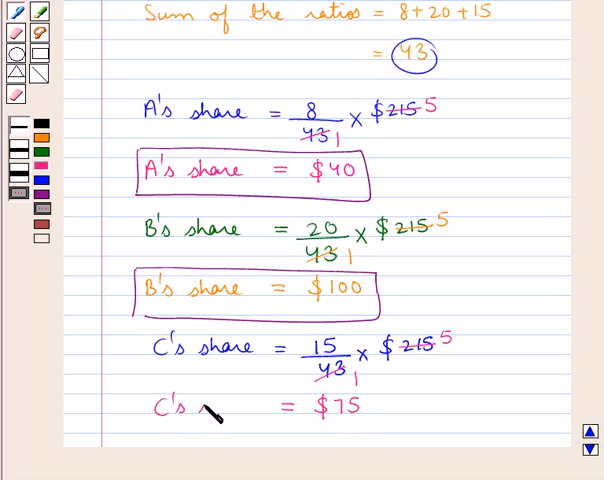 Sum of the ratios = 8+20+15
= 43
A's share = 8/43 1 × $215 5
A's share = $40
B's share = 20/43 1 × $215 5
B's share = $100
C's share = 15/43 1 × $215 5
C's s = $75